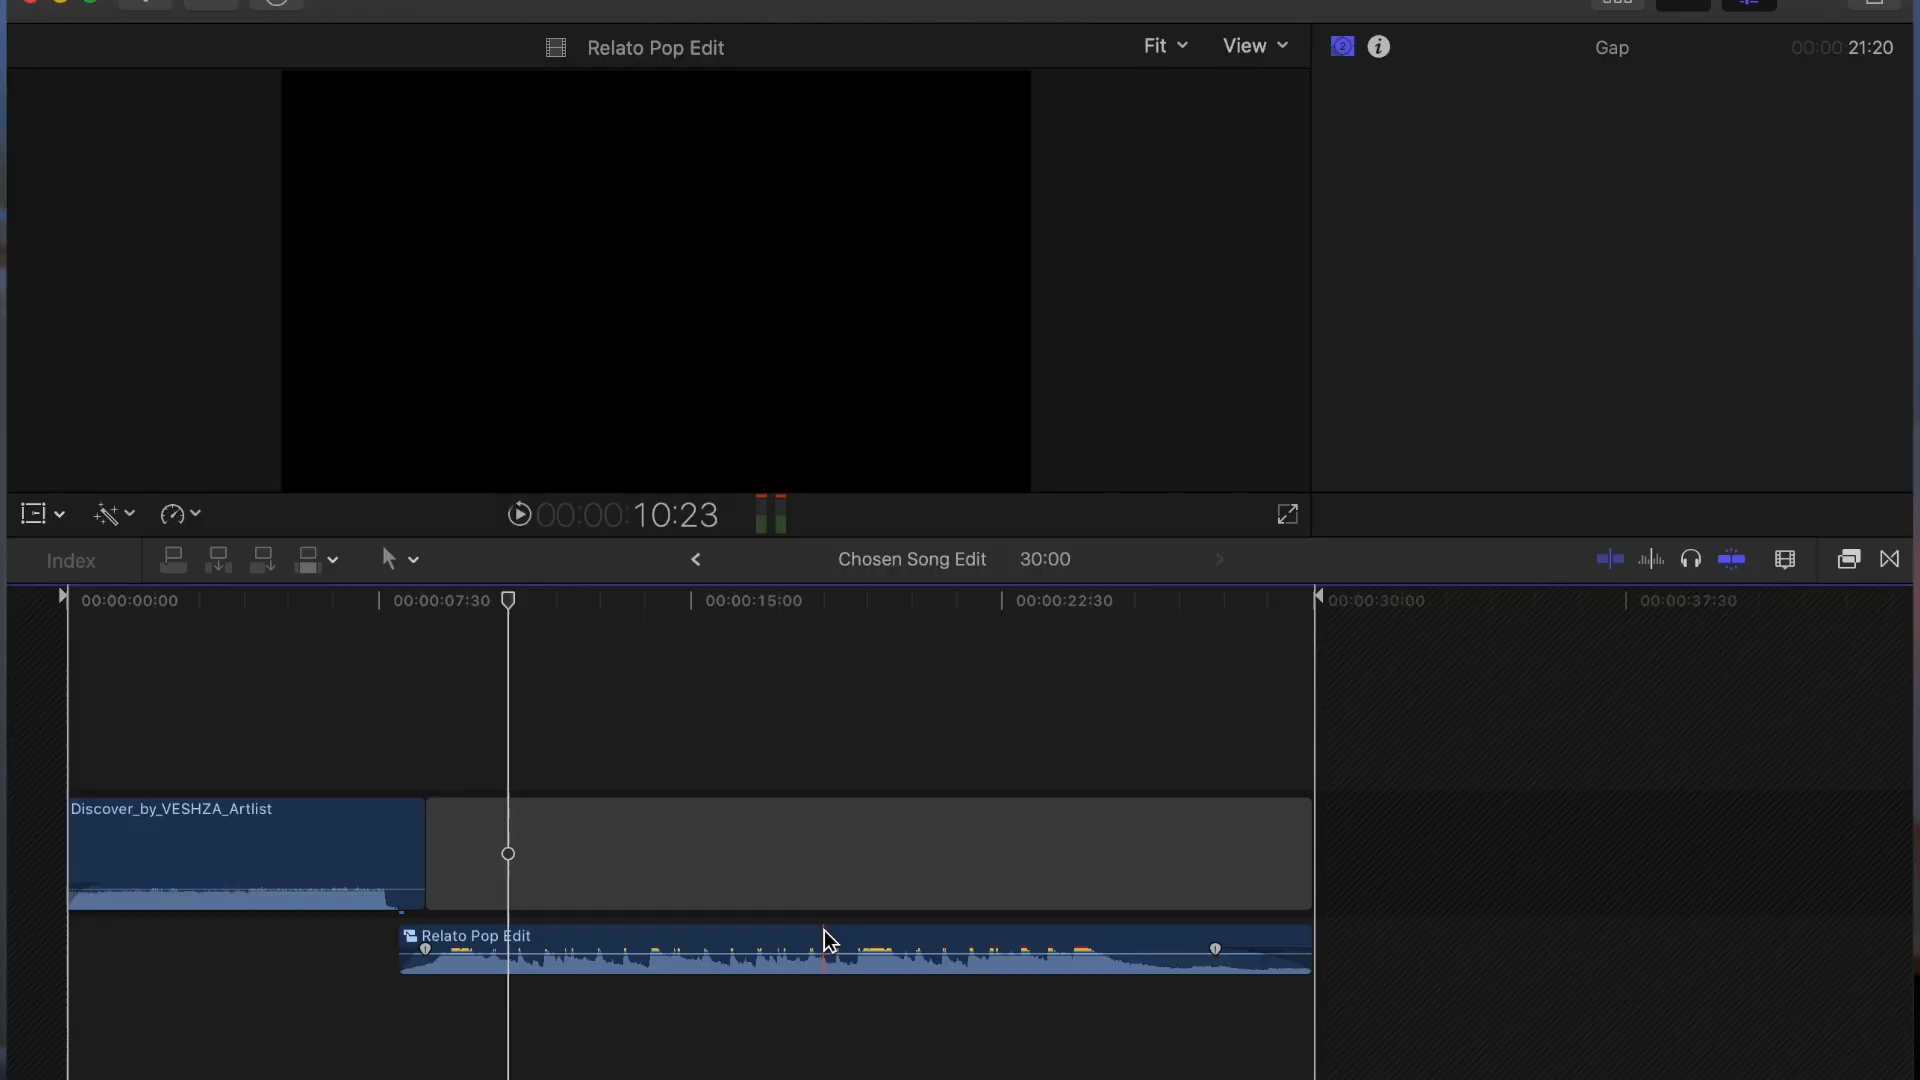 Relato Pop Edit
Fit
View
2
i
Gap
00:00:21:20
00:00:10:23
Index
Chosen Song Edit
30:00
00:00:00:00
00:00:07:30
00:00:15:00
00:00:22:30
00:00:30:00
00:00:37:30
Discover_by_VESHZA_Artlist
Relato Pop Edit